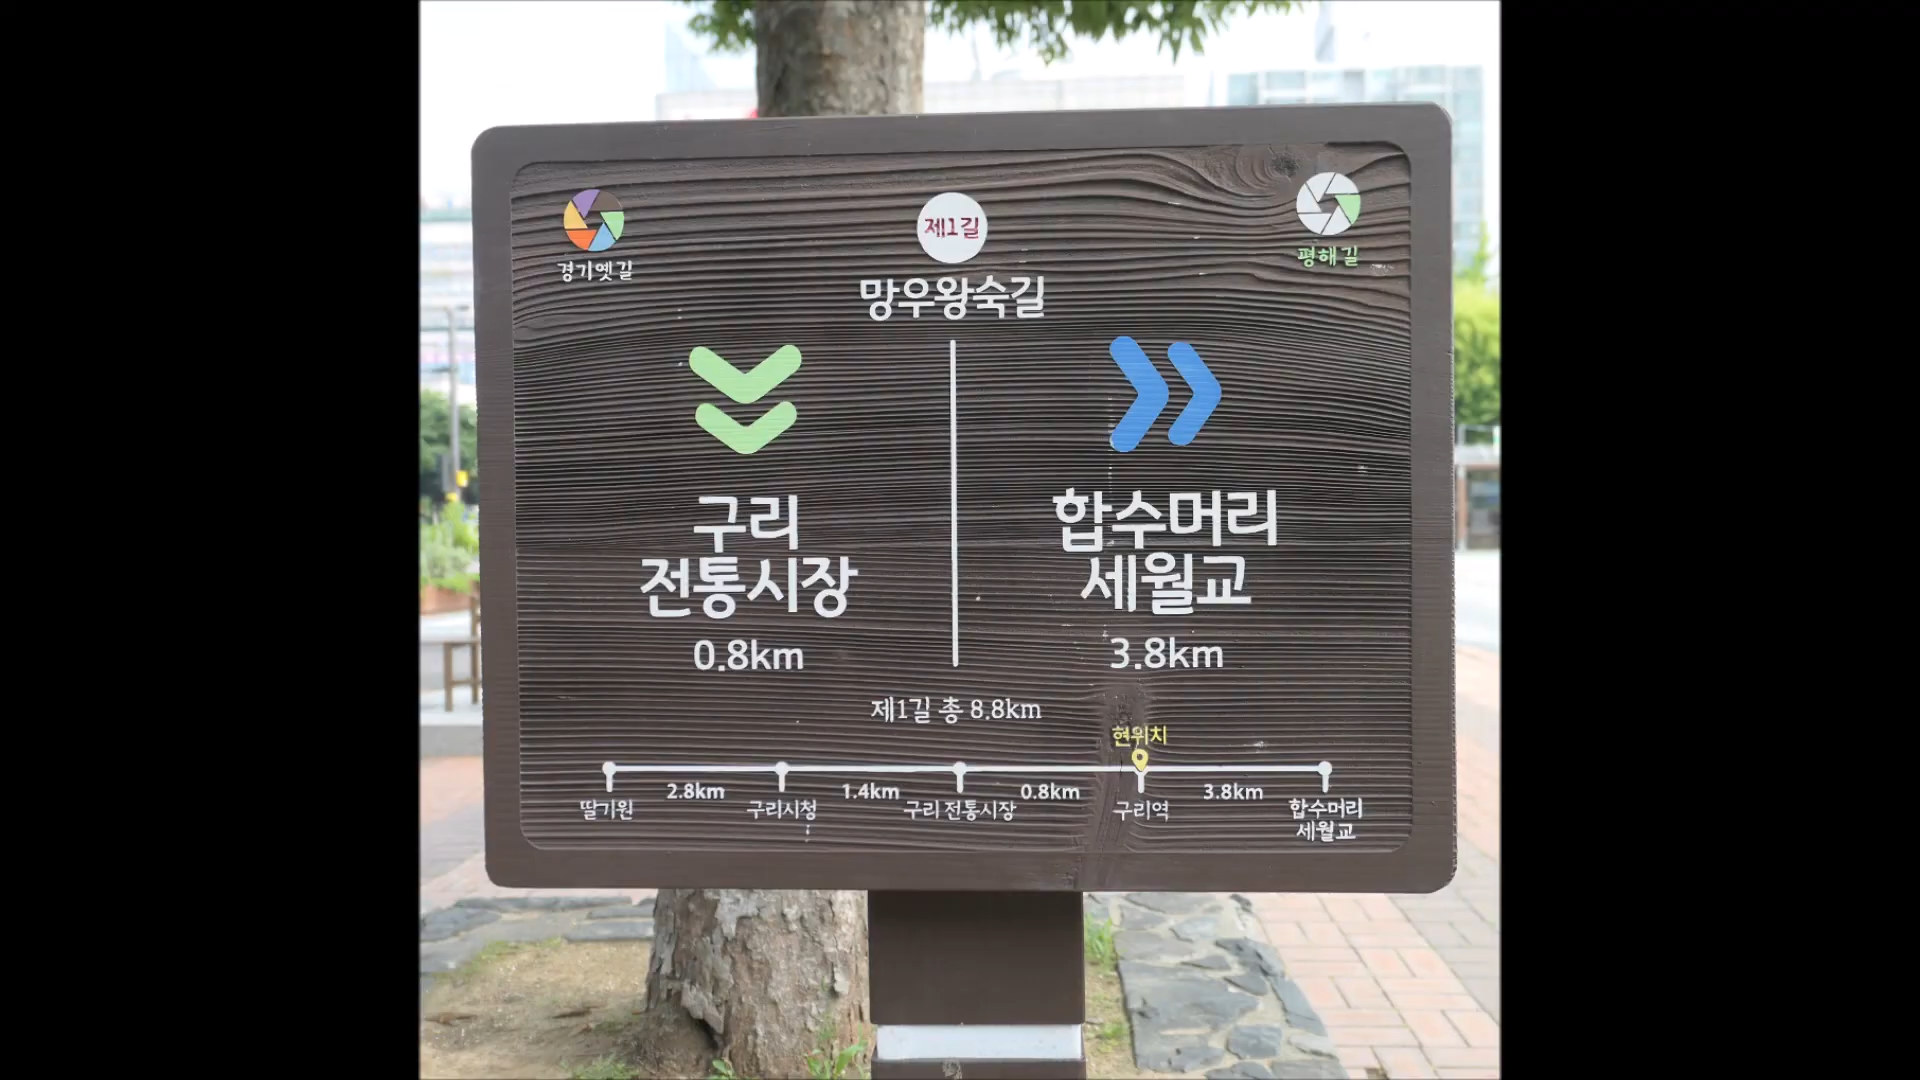 경기옛길
제1길
평해길
망우왕숙길
구리
전통시장
0.8km
합수머리
세월교
3.8km
제1길 총 8.8km
현위치
2.8km
1.4km
0.8km
3.8km
딸기원
구리시청
구리 전통시장
구리역
합수머리
세월교